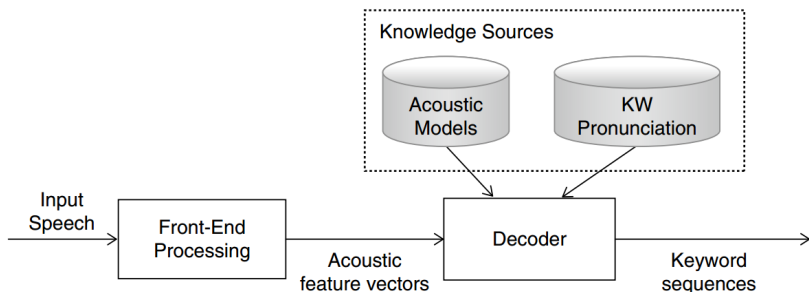 Knowledge Sources
Acoustic
Models
KW
Pronunciation
Input
Speech
Front-End
Processing
Acoustic
feature vectors
Decoder
Keyword
sequences